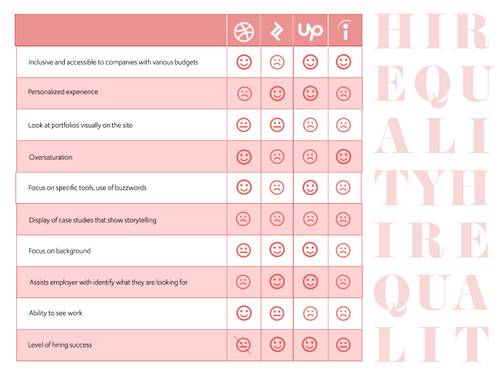 Up
Inclusive and accessible to companies with various budgets
Personalized experience
Look at portfolios visually on the site
Oversaturation
Focus on specific tools, use of buzzwords
Display of case studies that show storytelling
Focus on background
Assists employer with identify what they are looking for
Ability to see work
Level of hiring success
HIR
EQU
ALI
TYH
IRE
QUA
LIT